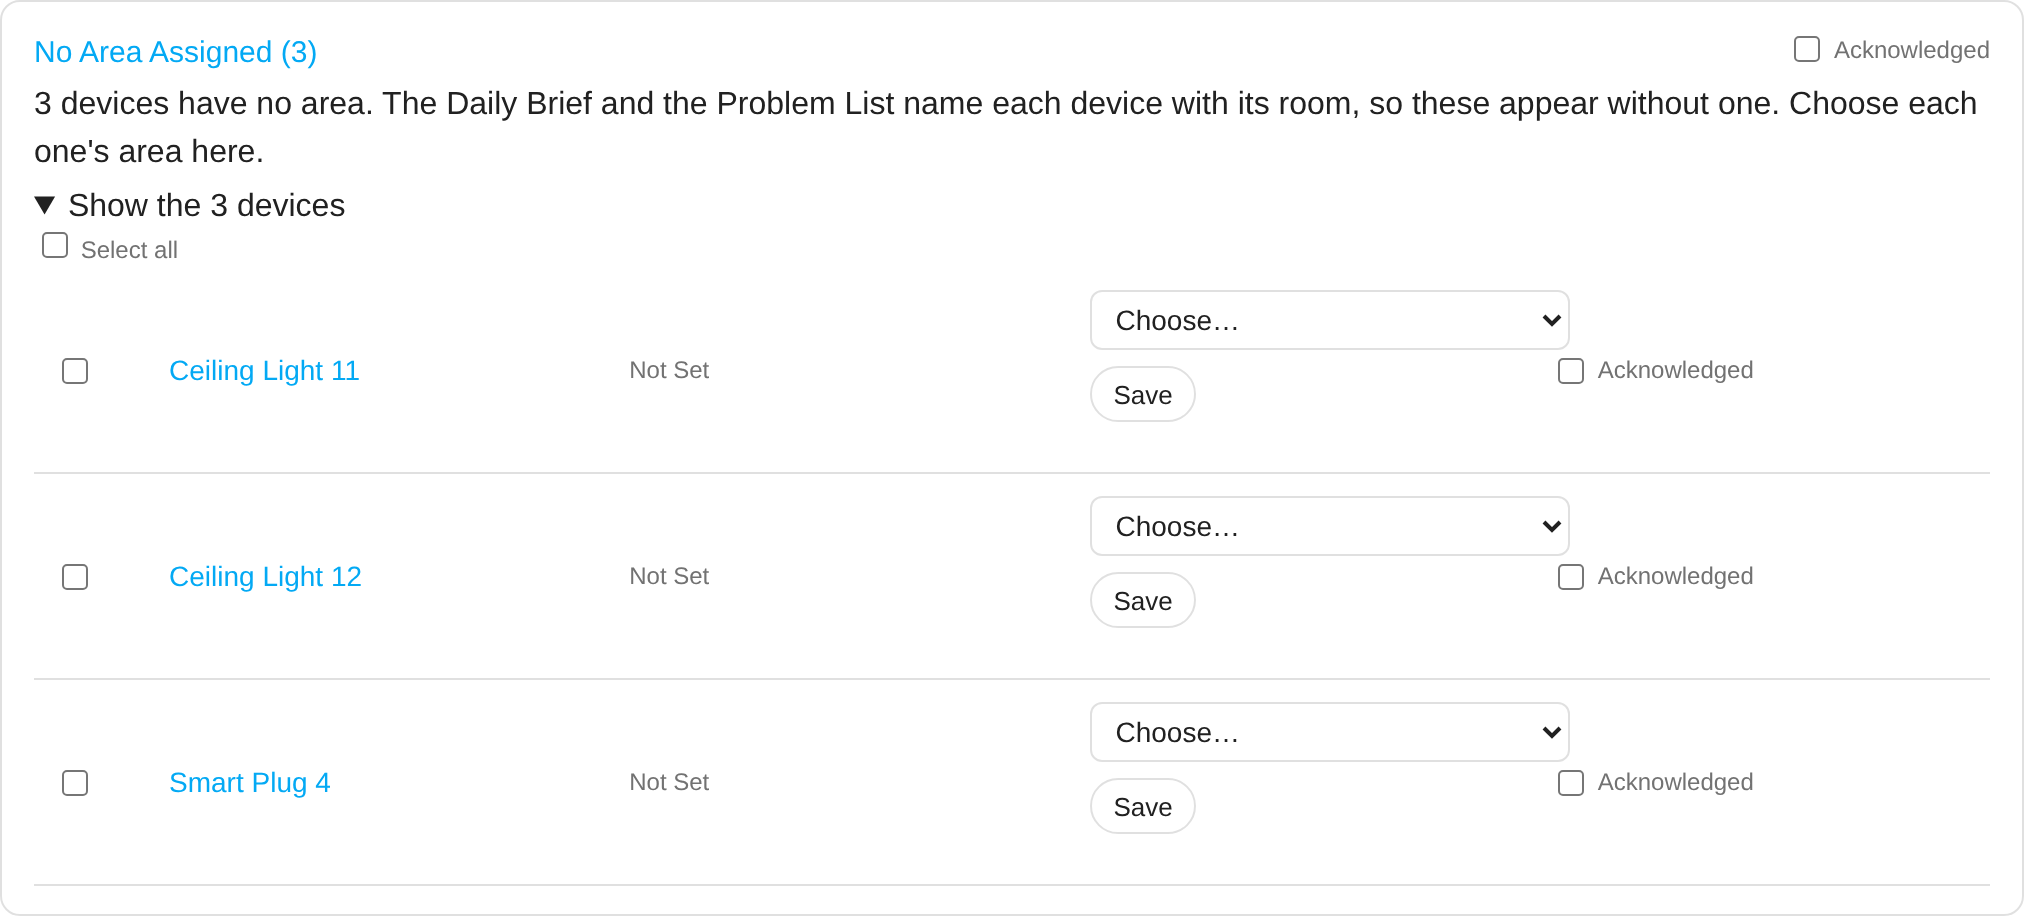 No Area Assigned (3)
Acknowledged
3 devices have no area. The Daily Brief and the Problem List name each device with its room, so these appear without one. Choose each
one's area here.
Show the 3 devices
Select all
Ceiling Light 11
Not Set
Choose…
Save
Acknowledged
Ceiling Light 12
Not Set
Choose…
Save
Acknowledged
Smart Plug 4
Not Set
Choose…
Save
Acknowledged